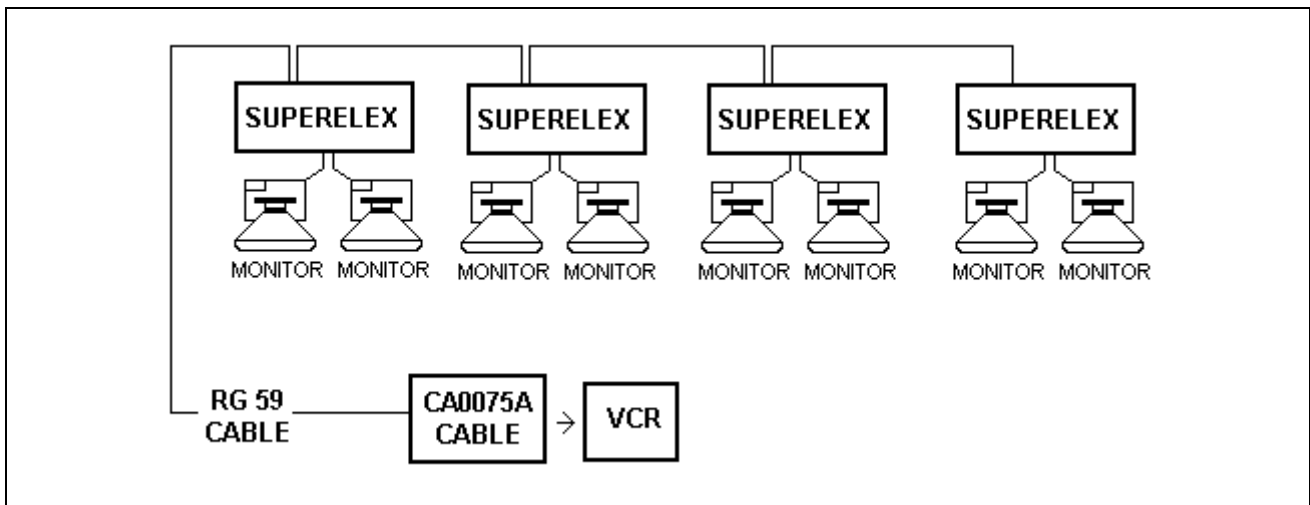 SUPERELEX SUPERELEX SUPERELEX SUPERELEX
MONITOR MONITOR MONITOR MONITOR MONITOR MONITOR MONITOR MONITOR
RG 59
CABLE
CA0075A
CABLE
VCR